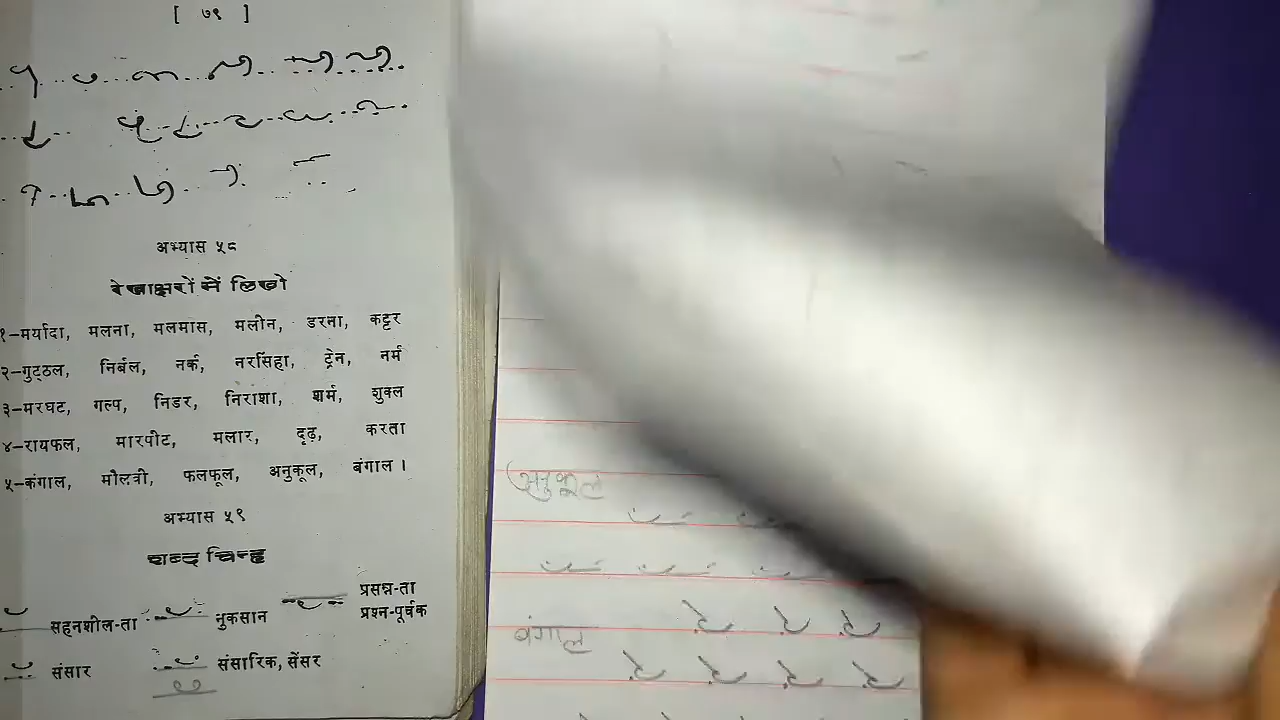 [ ७९ ]
अभ्यास ५८
रेखाक्षरों में लिखो
१-मर्यादा, मलना, मलमास, मलीन, डरना, कट्टर
२-गुट्ठल, निर्बल, नर्क, नरसिंहा, ट्रेन, नर्म
३-मरघट, गल्प, निडर, निराशा, शर्म, शुक्ल
४-रायफल, मारपीट, मलार, दृढ़, करता
५-कंगाल, मोलत्री, फलफूल, अनुकूल, बंगाल।
अभ्यास ५९
शब्द चिन्ह
सहनशील-ता नुकसान प्रसन्न-ता
प्रश्न-पूर्वक
संसार संसारिक, सेंसर
अनुकूल
बंगाल